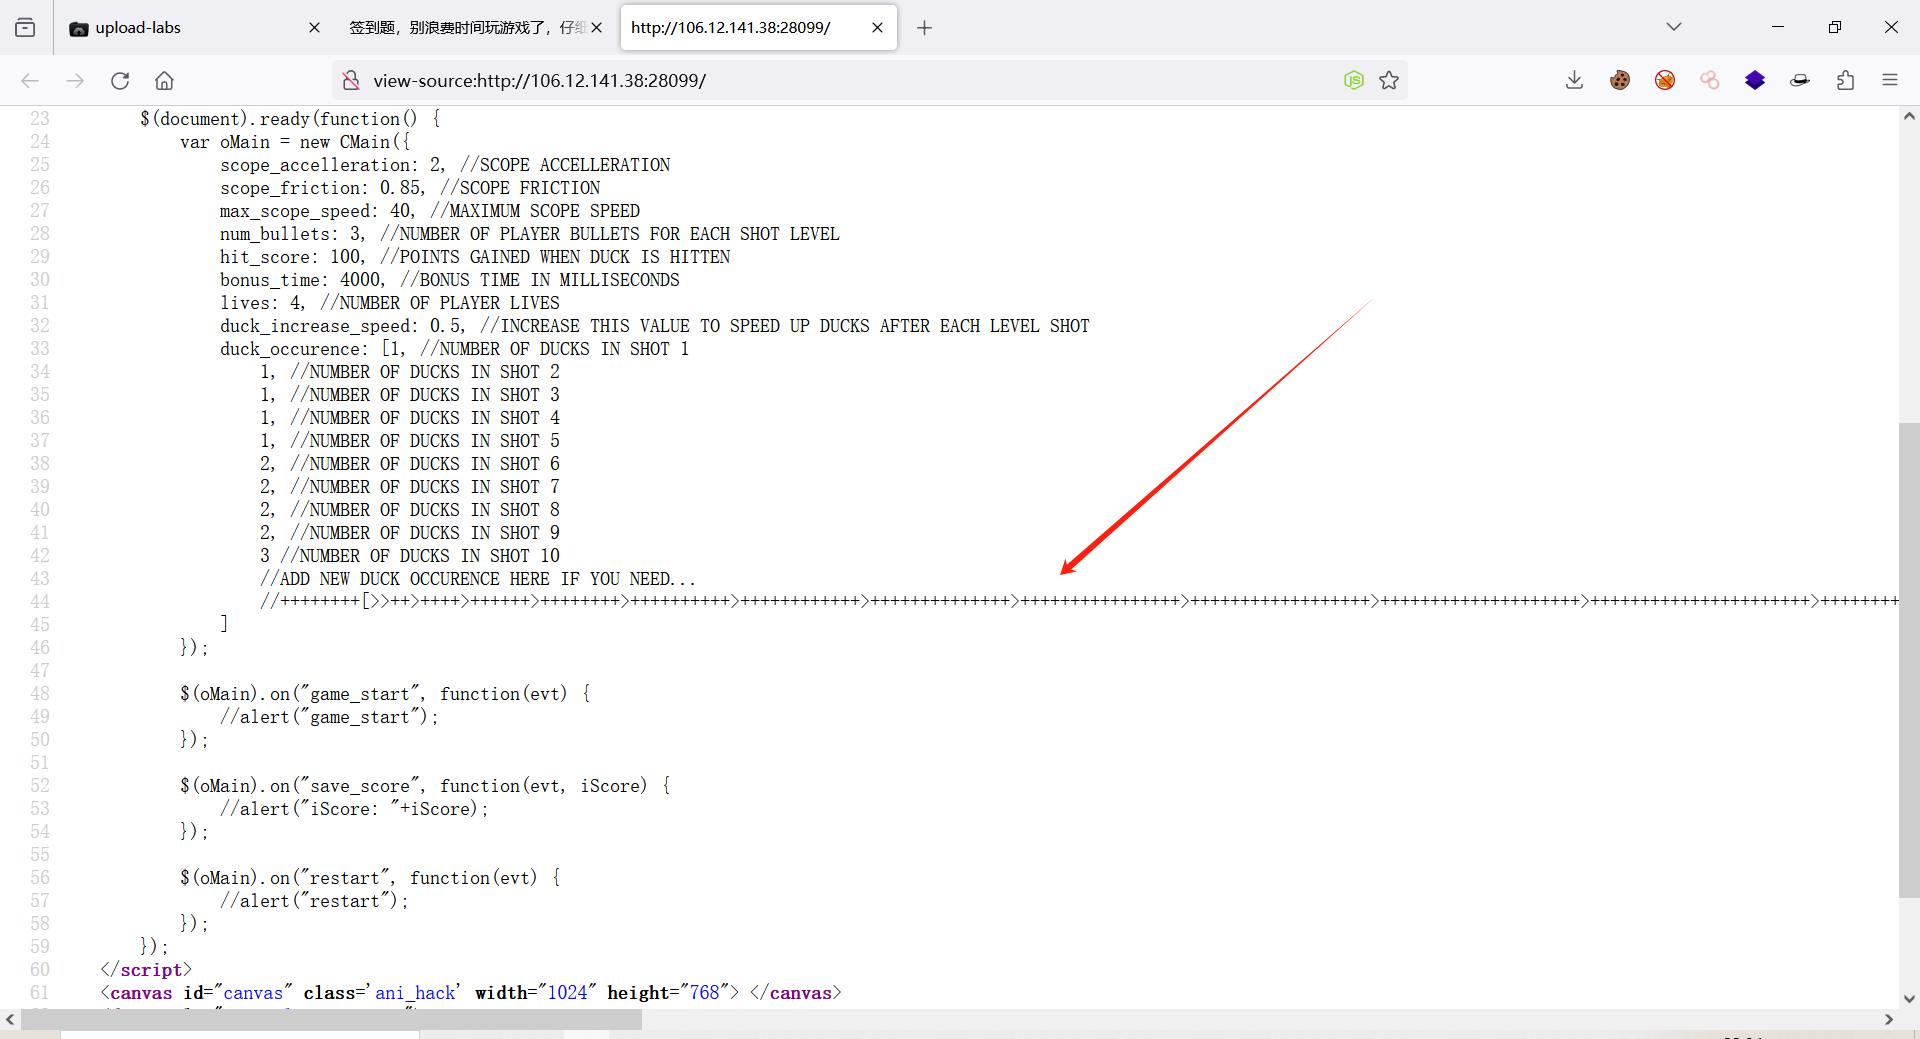 upload-labs
签到题，别浪费时间玩游戏了，仔细
http://106.12.141.38:28099/
view-source:http://106.12.141.38:28099/
23 $(document).ready(function() {
24 var oMain = new CMain({
25 scope_accelleration: 2, //SCOPE ACCELLERATION
26 scope_friction: 0.85, //SCOPE FRICTION
27 max_scope_speed: 40, //MAXIMUM SCOPE SPEED
28 num_bullets: 3, //NUMBER OF PLAYER BULLETS FOR EACH SHOT LEVEL
29 hit_score: 100, //POINTS GAINED WHEN DUCK IS HITTEN
30 bonus_time: 4000, //BONUS TIME IN MILLISECONDS
31 lives: 4, //NUMBER OF PLAYER LIVES
32 duck_increase_speed: 0.5, //INCREASE THIS VALUE TO SPEED UP DUCKS AFTER EACH LEVEL SHOT
33 duck_occurence: [1, //NUMBER OF DUCKS IN SHOT 1
34 1, //NUMBER OF DUCKS IN SHOT 2
35 1, //NUMBER OF DUCKS IN SHOT 3
36 1, //NUMBER OF DUCKS IN SHOT 4
37 1, //NUMBER OF DUCKS IN SHOT 5
38 2, //NUMBER OF DUCKS IN SHOT 6
39 2, //NUMBER OF DUCKS IN SHOT 7
40 2, //NUMBER OF DUCKS IN SHOT 8
41 2, //NUMBER OF DUCKS IN SHOT 9
42 3 //NUMBER OF DUCKS IN SHOT 10
43 //ADD NEW DUCK OCCURENCE HERE IF YOU NEED...
44 //++++++++[>>++>++++>++++++>++++++++>++++++++++>++++++++++++>++++++++++++++>++++++++++++++++>++++++++++++++++++>++++++++++++++++++++>++++++++++++++++++++++>++++++++
45 ]
46 });
47
48 $(oMain).on("game_start", function(evt) {
49 //alert("game_start");
50 });
51
52 $(oMain).on("save_score", function(evt, iScore) {
53 //alert("iScore: "+iScore);
54 });
55
56 $(oMain).on("restart", function(evt) {
57 //alert("restart");
58 });
59 });
60 </script>
61 <canvas id="canvas" class='ani_hack' width="1024" height="768"> </canvas>